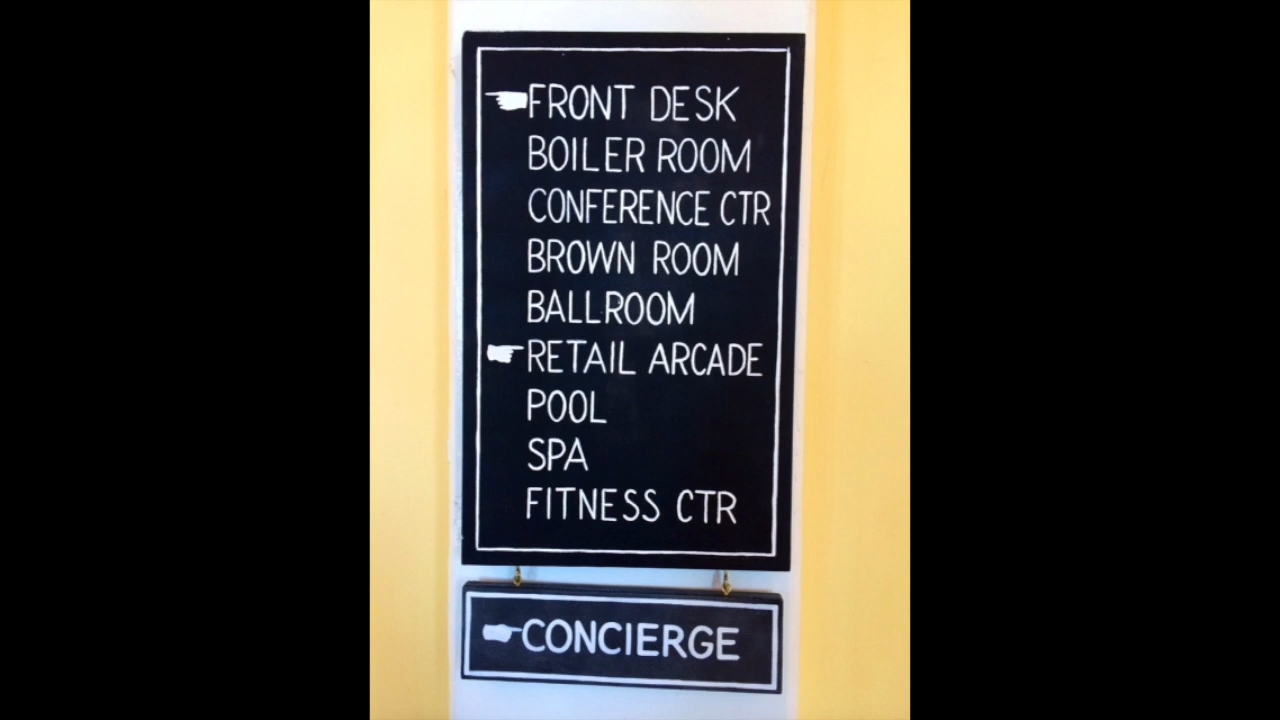 FRONT DESK
BOILER ROOM
CONFERENCE CTR
BROWN ROOM
BALLROOM
RETAIL ARCADE
POOL
SPA
FITNESS CTR
CONCIERGE